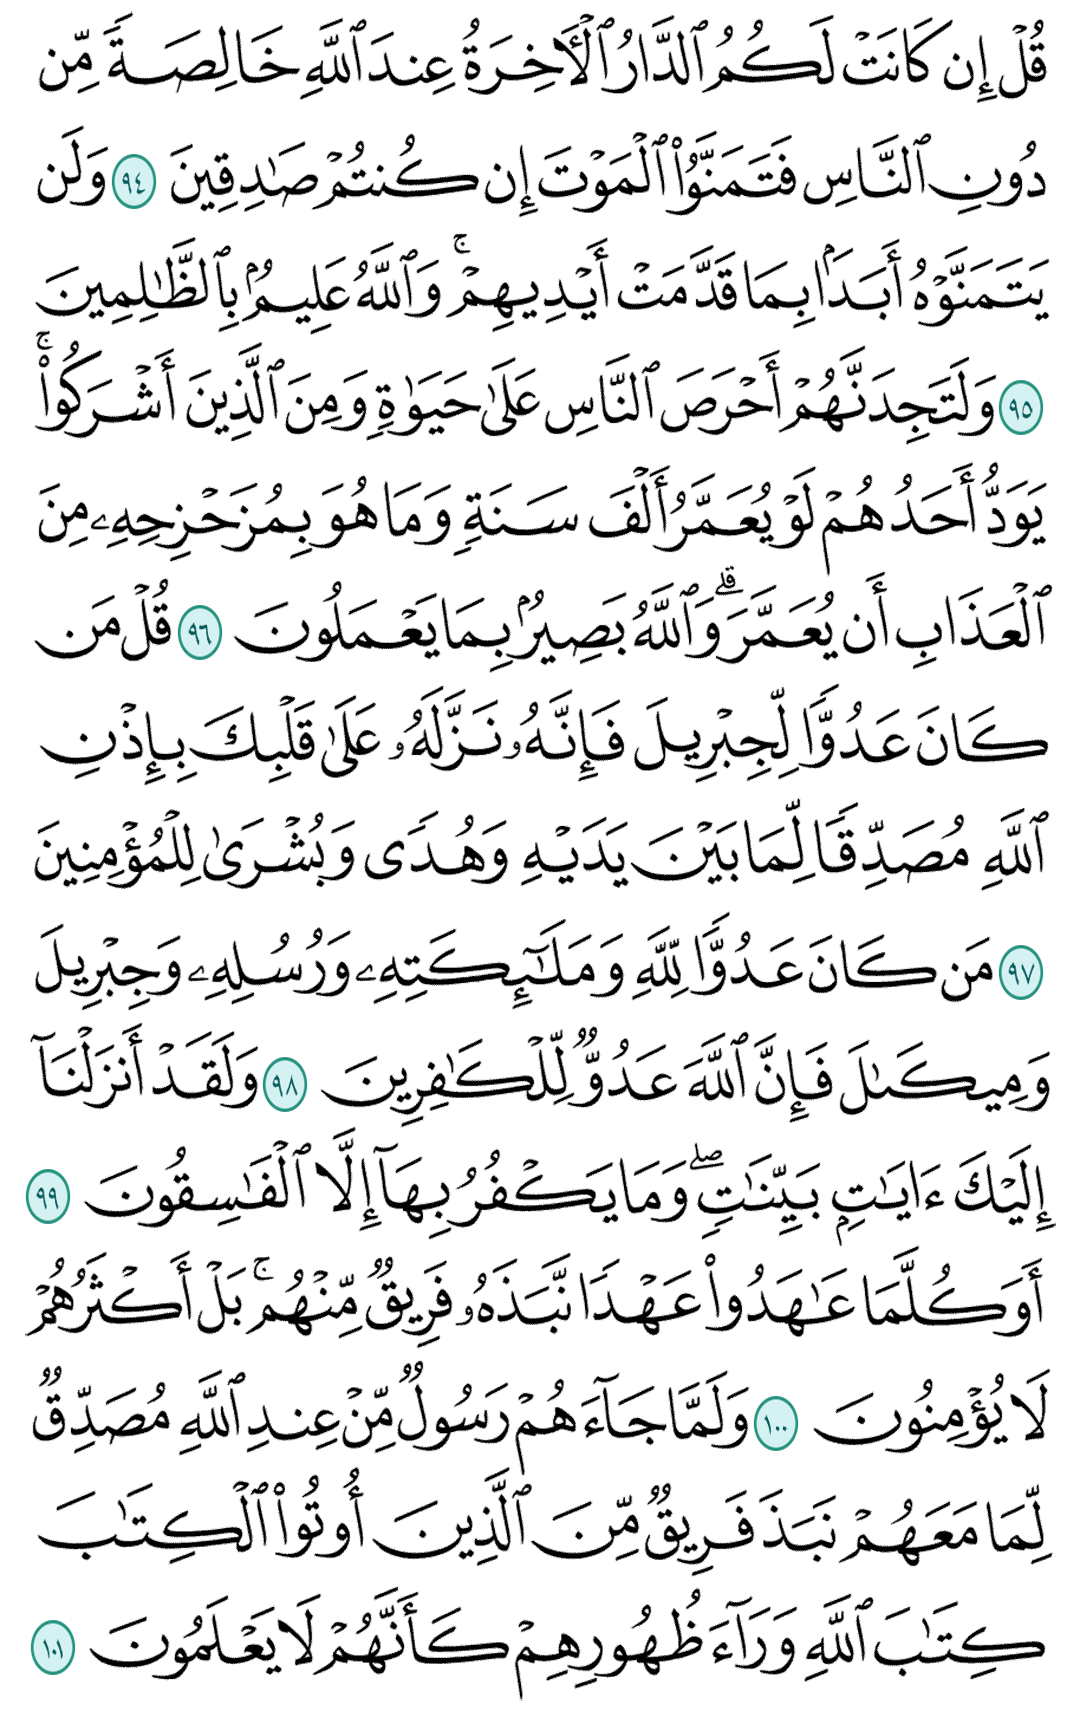 قُلْ إِن كَانَتْ لَكُمُ ٱلدَّارُ ٱلْأَخِرَةُ عِندَ ٱللَّهِ خَالِصَةً مِّن
دُونِ ٱلنَّاسِ فَتَمَنَّوُا۟ ٱلْمَوْتَ إِن كُنتُمْ صَـٰدِقِينَ ٩٤ وَلَن
يَتَمَنَّوْهُ أَبَدَۢا بِمَا قَدَّمَتْ أَيْدِيهِمْ ۚ وَٱللَّهُ عَلِيمُۢ بِٱلظَّـٰلِمِينَ
٩٥ وَلَتَجِدَنَّهُمْ أَحْرَصَ ٱلنَّاسِ عَلَىٰ حَيَوٰةٍ وَمِنَ ٱلَّذِينَ أَشْرَكُوا۟ ۚ
يَوَدُّ أَحَدُهُمْ لَوْ يُعَمَّرُ أَلْفَ سَنَةٍ وَمَا هُوَ بِمُزَحْزِحِهِۦ مِنَ
ٱلْعَذَابِ أَن يُعَمَّرَ ۗ وَٱللَّهُ بَصِيرُۢ بِمَا يَعْمَلُونَ ٩٦ قُلْ مَن
كَانَ عَدُوًّا لِّجِبْرِيلَ فَإِنَّهُۥ نَزَّلَهُۥ عَلَىٰ قَلْبِكَ بِإِذْنِ
ٱللَّهِ مُصَدِّقًا لِّمَا بَيْنَ يَدَيْهِ وَهُدًى وَبُشْرَىٰ لِلْمُؤْمِنِينَ
٩٧ مَن كَانَ عَدُوًّا لِّلَّهِ وَمَلَـٰٓئِكَتِهِۦ وَرُسُلِهِۦ وَجِبْرِيلَ
وَمِيكَىٰلَ فَإِنَّ ٱللَّهَ عَدُوٌّ لِّلْكَـٰفِرِينَ ٩٨ وَلَقَدْ أَنزَلْنَآ
إِلَيْكَ ءَايَـٰتِۭ بَيِّنَـٰتٍ ۖ وَمَا يَكْفُرُ بِهَآ إِلَّا ٱلْفَـٰسِقُونَ ٩٩
أَوَكُلَّمَا عَـٰهَدُوا۟ عَهْدًا نَّبَذَهُۥ فَرِيقٌ مِّنْهُم ۚ بَلْ أَكْثَرُهُمْ
لَا يُؤْمِنُونَ ١٠٠ وَلَمَّا جَآءَهُمْ رَسُولٌ مِّنْ عِندِ ٱللَّهِ مُصَدِّقٌ
لِّمَا مَعَهُمْ نَبَذَ فَرِيقٌ مِّنَ ٱلَّذِينَ أُوتُوا۟ ٱلْكِتَـٰبَ
كِتَـٰبَ ٱللَّهِ وَرَآءَ ظُهُورِهِمْ كَأَنَّهُمْ لَا يَعْلَمُونَ ١٠١